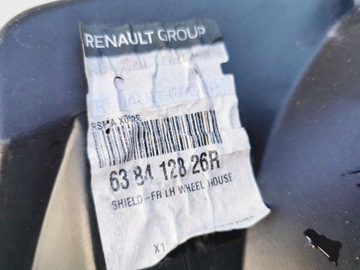 RENAULT GROUP
63 84 128 26R
SHIELD-FR LH WHEEL HOUSE
X1